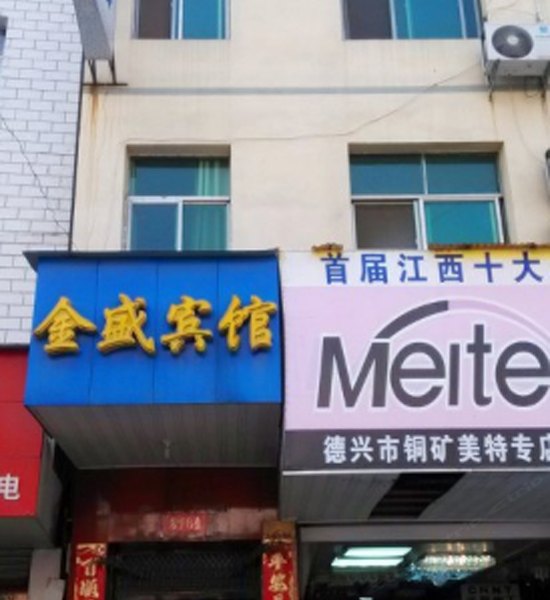 金盛宾馆
首届江西十大
Meite
德兴市铜矿美特专店
电